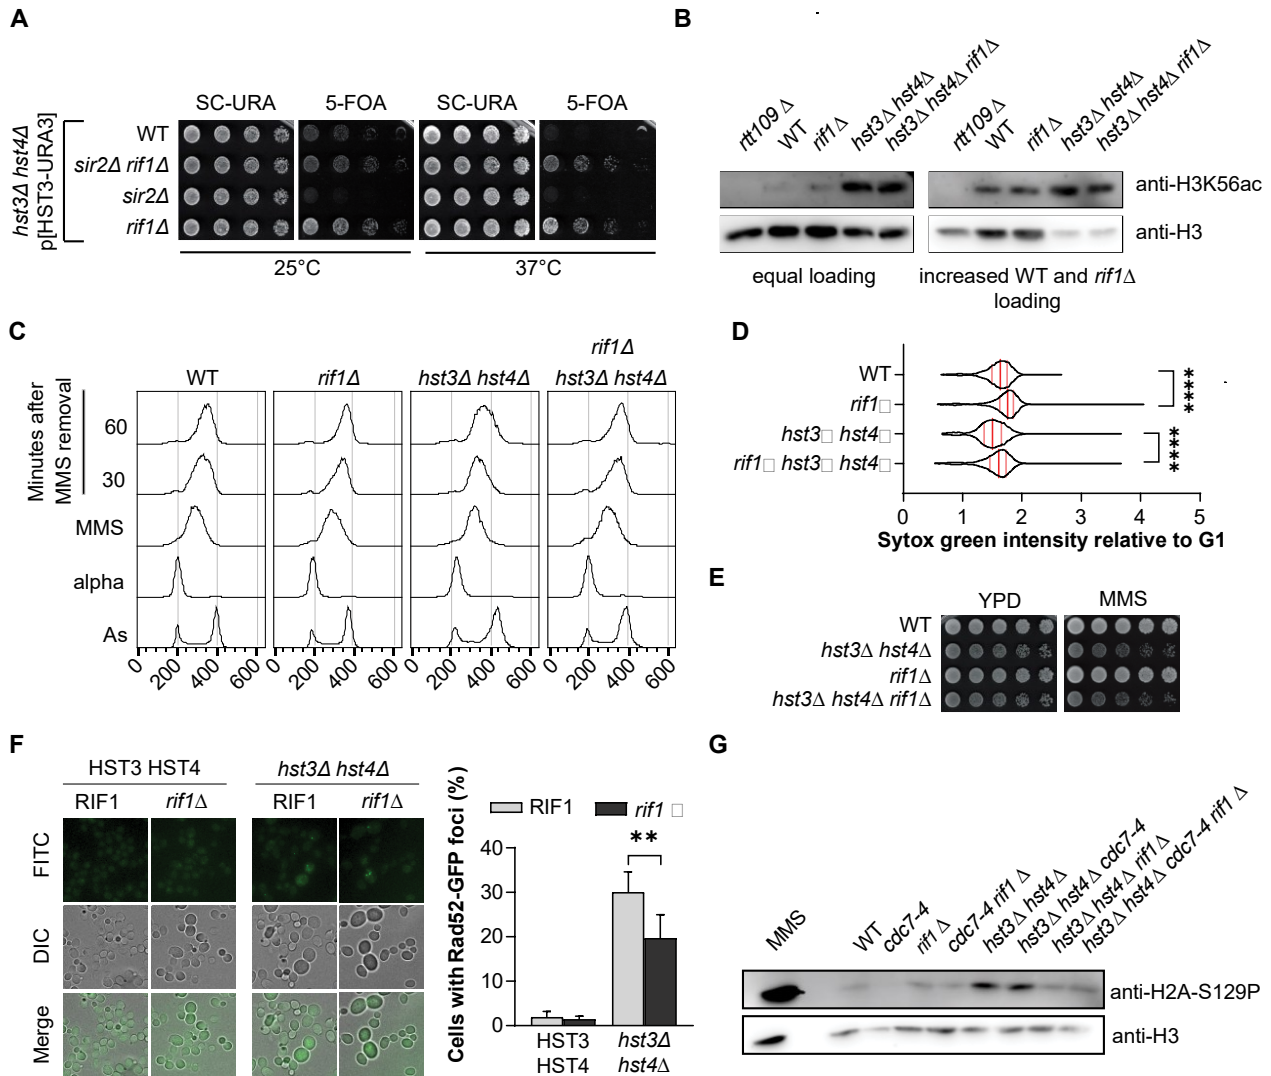 A
SC-URA 5-FOA SC-URA 5-FOA
hst3Δ hst4Δ
p[HST3-URA3]
WT
sir2Δ rif1Δ
sir2Δ
rif1Δ
25°C 37°C
B
rtt109 Δ WT rif1Δ hst3Δ hst4Δ hst3Δ hst4Δ rif1Δ
rtt109 Δ WT rif1Δ hst3Δ hst4Δ hst3Δ hst4Δ rif1Δ
anti-H3K56ac
anti-H3
equal loading
increased WT and rif1Δ
loading
C
WT rif1Δ hst3Δ hst4Δ
rif1Δ
hst3Δ hst4Δ
Minutes after
MMS removal
60
30
MMS
alpha
As
0 200 400 600 0 200 400 600 0 200 400 600 0 200 400 600
D
WT
rif1□
hst3□ hst4□
rif1□ hst3□ hst4□
****
****
0 1 2 3 4 5
Sytox green intensity relative to G1
E
YPD MMS
WT
hst3Δ hst4Δ
rif1Δ
hst3Δ hst4Δ rif1Δ
F
HST3 HST4 hst3Δ hst4Δ
RIF1 rif1Δ RIF1 rif1Δ
FITC
DIC
Merge
Cells with Rad52-GFP foci (%)
RIF1 rif1 □
**
40
30
20
10
0
HST3
HST4
hst3Δ
hst4Δ
G
MMS
WT
cdc7-4
rif1 Δ
cdc7-4 rif1 Δ
hst3Δ hst4Δ
hst3Δ hst4Δ cdc7-4
hst3Δ hst4Δ rif1Δ
hst3Δ hst4Δ cdc7-4 rif1 Δ
anti-H2A-S129P
anti-H3